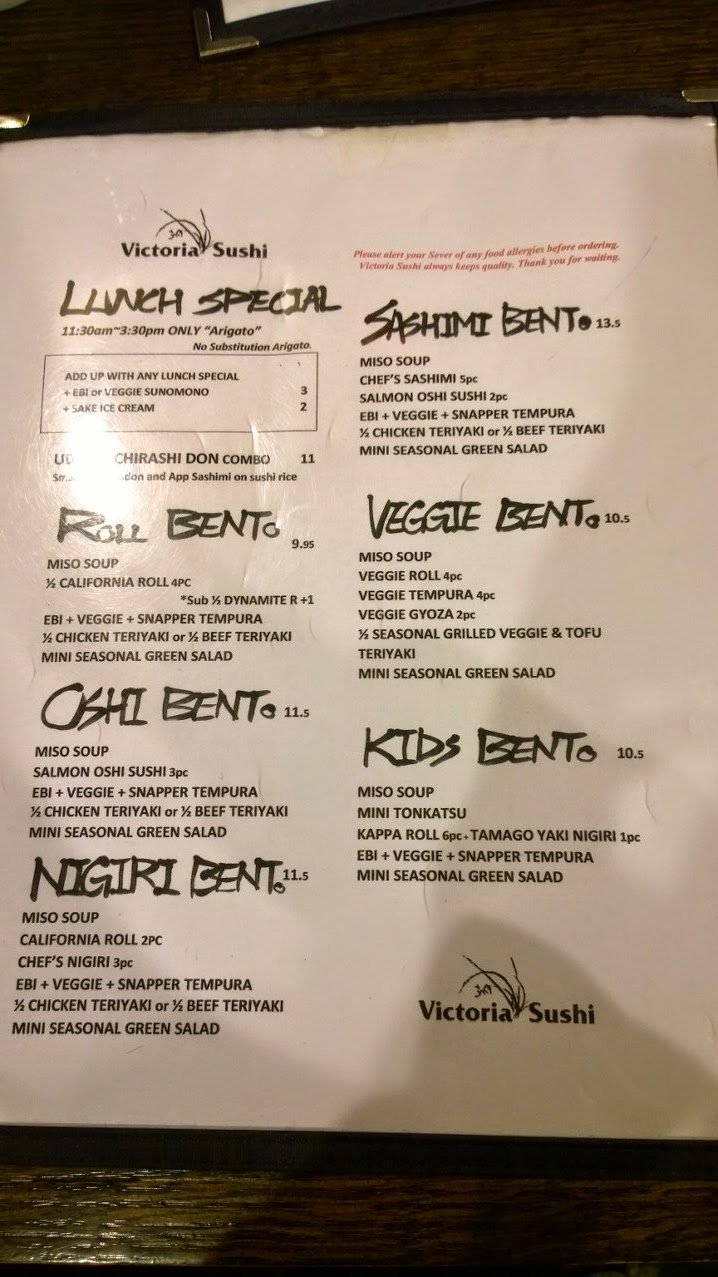 Victoria Sushi
Please alert your Sever of any food allergies before ordering.
Victoria Sushi always keeps quality. Thank you for waiting.
LUNCH SPECIAL
11:30am~3:30pm ONLY “Arigato”
No Substitution Arigato.
ADD UP WITH ANY LUNCH SPECIAL
+ EBI or VEGGIE SUNOMONO 3
+ SAKE ICE CREAM 2
CHIRASHI DON COMBO 11
and App Sashimi on sushi rice
ROLL BENTO 9.95
MISO SOUP
½ CALIFORNIA ROLL 4PC
*Sub ½ DYNAMITE R +1
EBI + VEGGIE + SNAPPER TEMPURA
½ CHICKEN TERIYAKI or ½ BEEF TERIYAKI
MINI SEASONAL GREEN SALAD
OSHI BENTO 11.5
MISO SOUP
SALMON OSHI SUSHI 3pc
EBI + VEGGIE + SNAPPER TEMPURA
½ CHICKEN TERIYAKI or ½ BEEF TERIYAKI
MINI SEASONAL GREEN SALAD
NIGIRI BENTO 11.5
MISO SOUP
CALIFORNIA ROLL 2PC
CHEF'S NIGIRI 3pc
EBI + VEGGIE + SNAPPER TEMPURA
½ CHICKEN TERIYAKI or ½ BEEF TERIYAKI
MINI SEASONAL GREEN SALAD
SASHIMI BENTO 13.5
MISO SOUP
CHEF'S SASHIMI 5pc
SALMON OSHI SUSHI 2pc
EBI + VEGGIE + SNAPPER TEMPURA
½ CHICKEN TERIYAKI or ½ BEEF TERIYAKI
MINI SEASONAL GREEN SALAD
VEGGIE BENTO 10.5
MISO SOUP
VEGGIE ROLL 4pc
VEGGIE TEMPURA 4pc
VEGGIE GYOZA 2pc
½ SEASONAL GRILLED VEGGIE & TOFU
TERIYAKI
MINI SEASONAL GREEN SALAD
KIDS BENTO 10.5
MISO SOUP
MINI TONKATSU
KAPPA ROLL 6pc + TAMAGO YAKI NIGIRI 1pc
EBI + VEGGIE + SNAPPER TEMPURA
MINI SEASONAL GREEN SALAD
Victoria Sushi